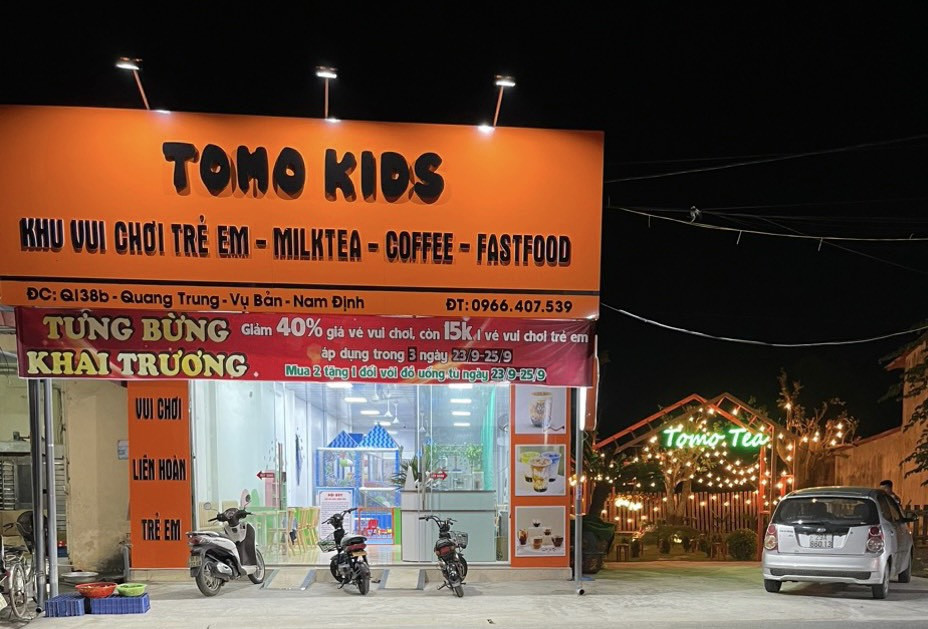 TOMO KIDS
KHU VUI CHƠI TRẺ EM - MILKTEA - COFFEE - FASTFOOD
ĐC: Ql38b - Quang Trung - Vụ Bản - Nam Định
ĐT: 0966.407.539
TƯNG BỪNG
KHAI TRƯƠNG
Giảm 40% giá vé vui chơi, còn 15k 1 vé vui chơi trẻ em
áp dụng trong 3 ngày 23/9-25/9
Mua 2 tặng 1 đối với đồ uống từ ngày 23/9-25/9
VUI CHƠI
LIÊN HOÀN
TRẺ EM
Tomo Tea